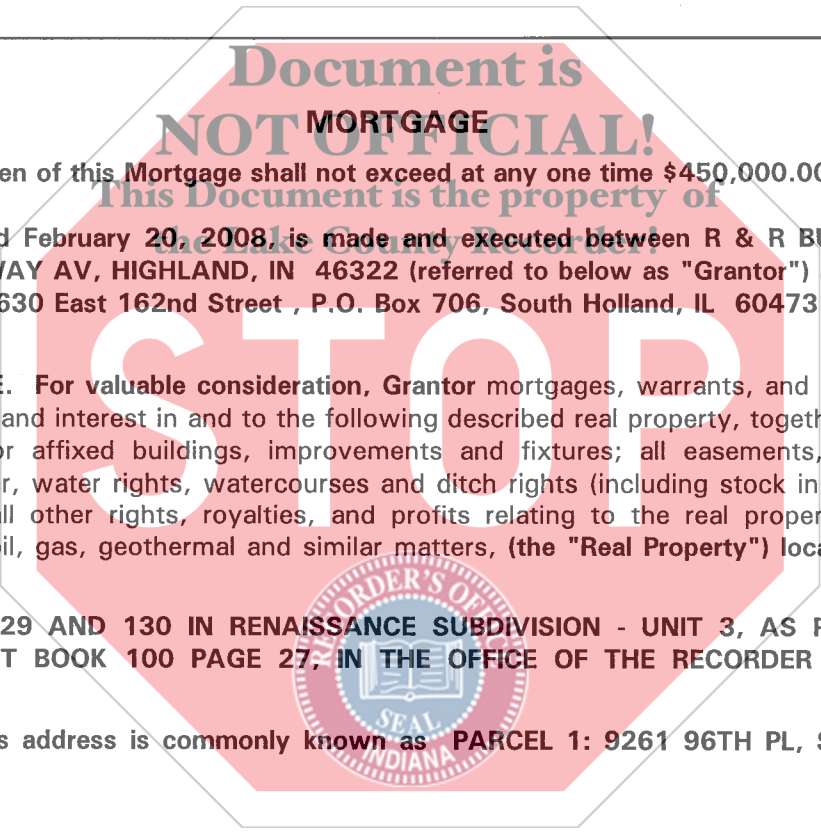 Document is
NOT OFFICIAL!
MORTGAGE
en of this Mortgage shall not exceed at any one time $450,000.00
This Document is the property of
the Lake County Recorder!
d February 20, 2008, is made and executed between R & R BU
WAY AV, HIGHLAND, IN 46322 (referred to below as "Grantor")
630 East 162nd Street , P.O. Box 706, South Holland, IL 60473
STOP
E. For valuable consideration, Grantor mortgages, warrants, and
and interest in and to the following described real property, togeth
or affixed buildings, improvements and fixtures; all easements,
r, water rights, watercourses and ditch rights (including stock in
all other rights, royalties, and profits relating to the real proper
oil, gas, geothermal and similar matters, (the "Real Property") loca
RECORDER'S OFFICE
29 AND 130 IN RENAISSANCE SUBDIVISION - UNIT 3, AS R
T BOOK 100 PAGE 27, IN THE OFFICE OF THE RECORDER
SEAL
INDIANA
s address is commonly known as PARCEL 1: 9261 96TH PL, S